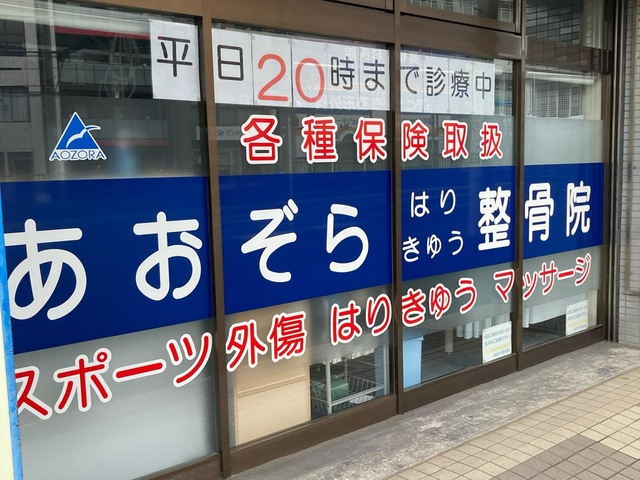 平日20時まで診療中
AOZORA
各種保険取扱
あおぞら はり きゅう 整骨院
スポーツ 外傷 はりきゅう マッサージ